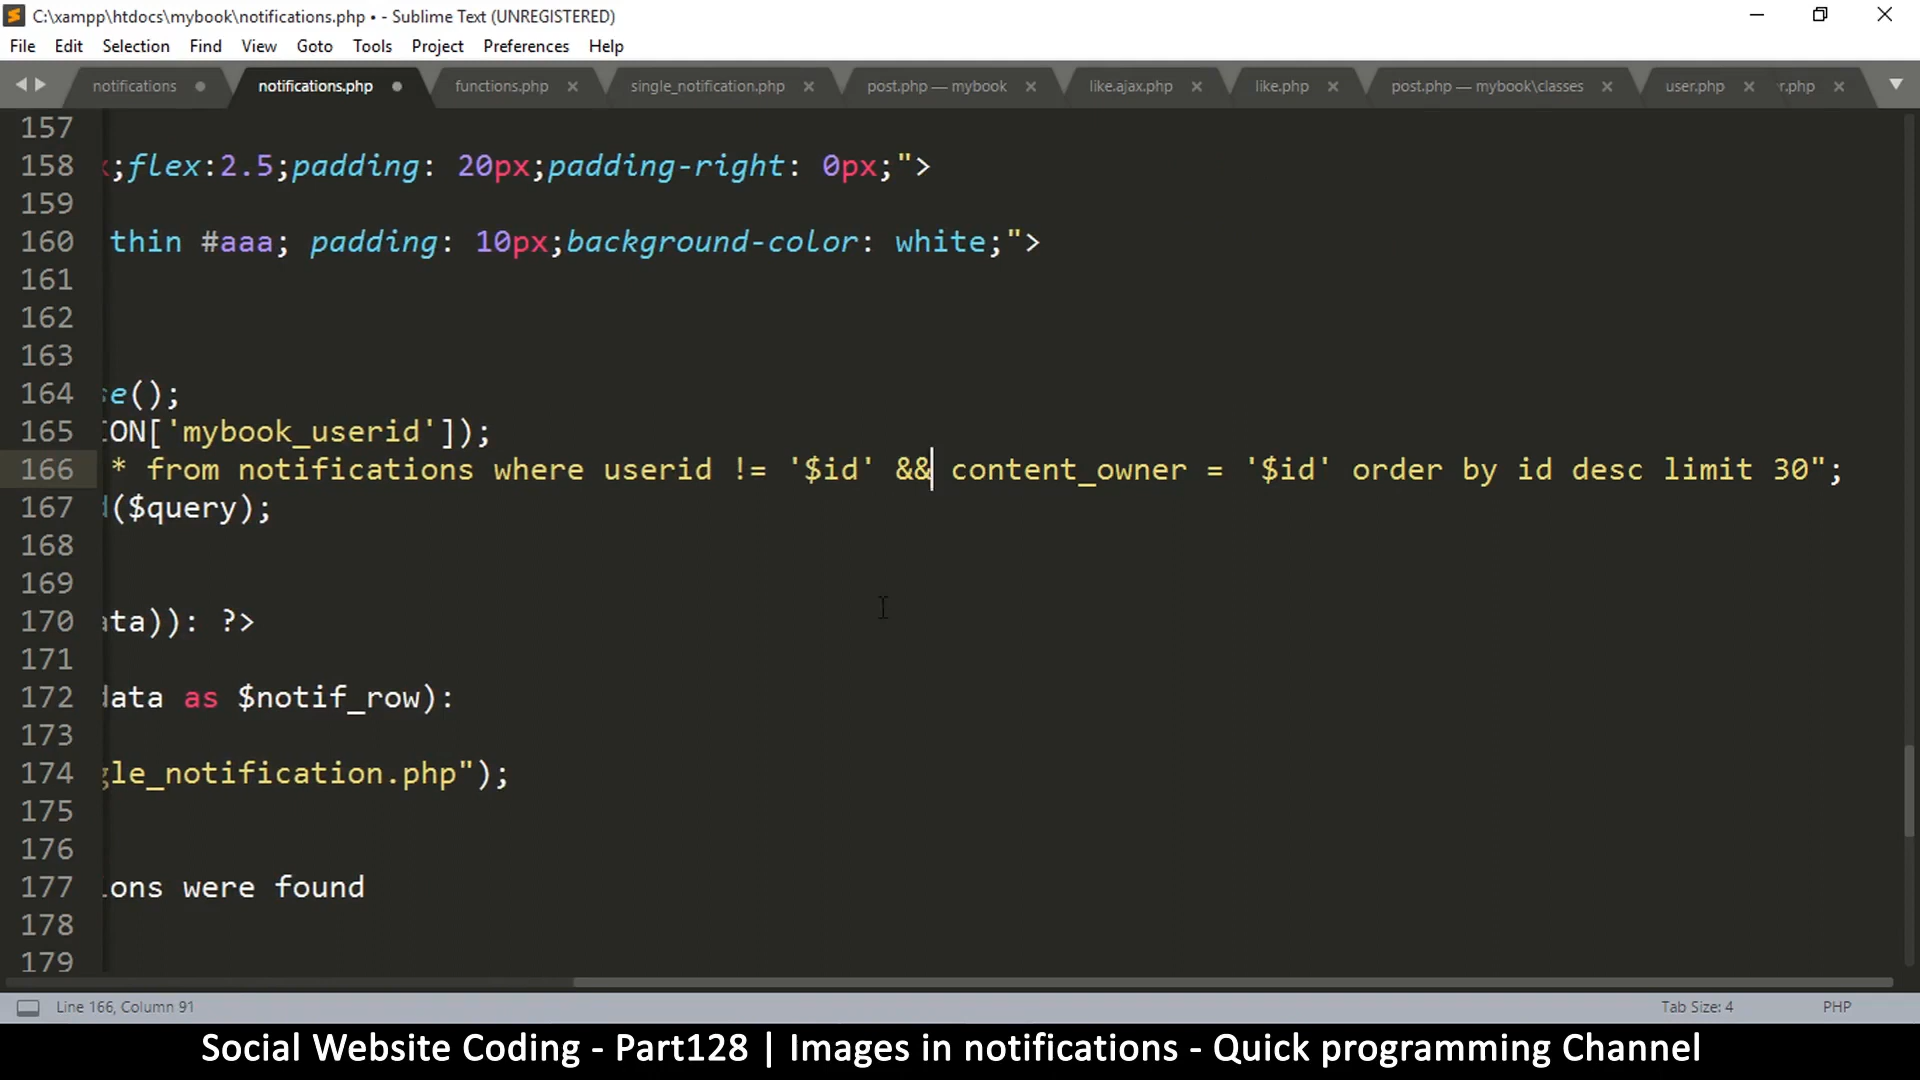 C:\xampp\htdocs\mybook\notifications.php • - Sublime Text (UNREGISTERED)
File Edit Selection Find View Goto Tools Project Preferences Help
notifications notifications.php functions.php single_notification.php post.php — mybook like.ajax.php like.php post.php — mybook\classes user.php r.php
157
158 ;flex:2.5;padding: 20px;padding-right: 0px;">
159
160 thin #aaa; padding: 10px;background-color: white;">
161
162
163
164 se();
165 ION['mybook_userid']);
166 * from notifications where userid != '$id' && content_owner = '$id' order by id desc limit 30";
167 d($query);
168
169
170 ata)): ?>
171
172 data as $notif_row):
173
174 gle_notification.php");
175
176
177 ions were found
178
179
Line 166, Column 91 Tab Size: 4 PHP
Social Website Coding - Part128 | Images in notifications - Quick programming Channel